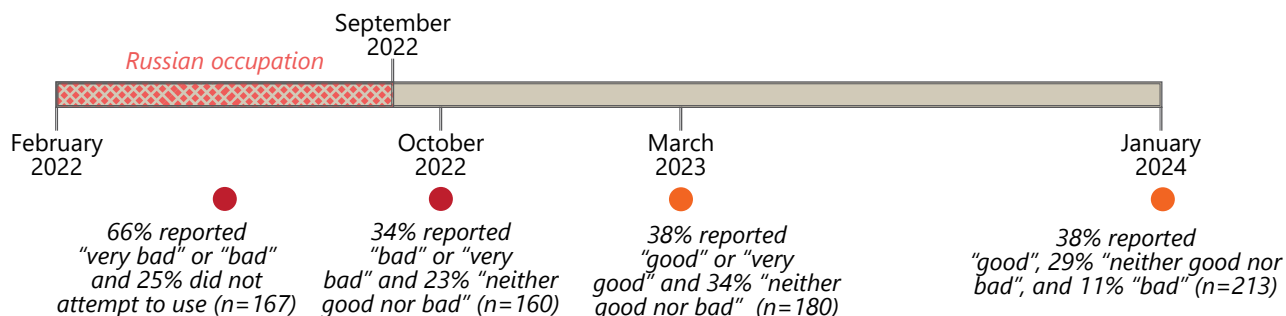 September
2022
Russian occupation
February
2022
October
2022
March
2023
January
2024
66% reported
“very bad” or “bad”
and 25% did not
attempt to use (n=167)
34% reported
“bad” or “very
bad” and 23% “neither
good nor bad” (n=160)
38% reported
“good” or “very
good” and 34% “neither
good nor bad” (n=180)
38% reported
“good”, 29% “neither good nor
bad”, and 11% “bad” (n=213)